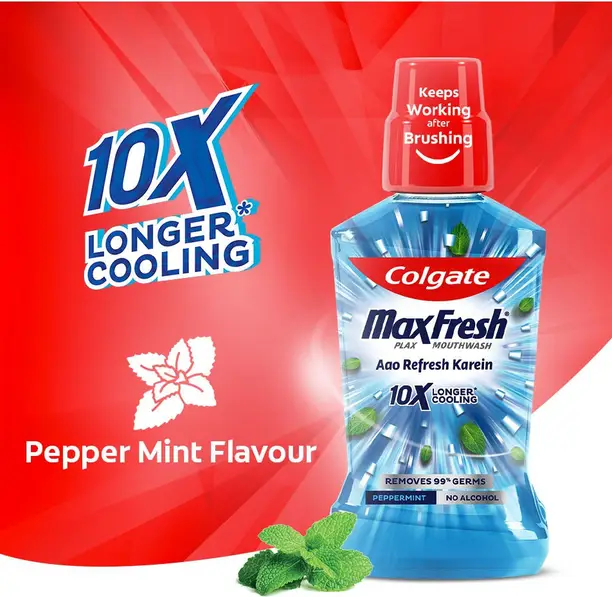 10X
LONGER*
COOLING
Pepper Mint Flavour
Keeps
Working
after
Brushing
Colgate
MaxFresh®
PLAX MOUTHWASH
Aao Refresh Karein
10X LONGER*
COOLING
REMOVES 99% GERMS
PEPPERMINT NO ALCOHOL